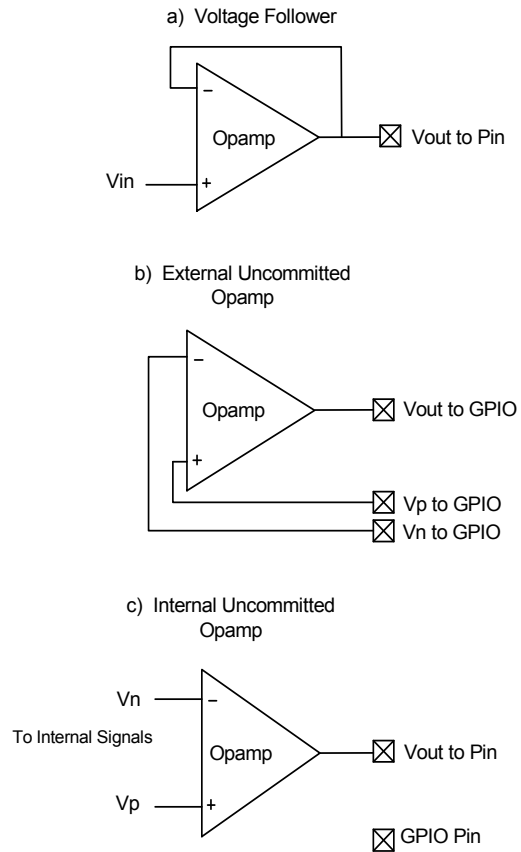 a) Voltage Follower
−
Opamp
Vout to Pin
Vin
+
b) External Uncommitted
Opamp
−
Opamp
Vout to GPIO
+
Vp to GPIO
Vn to GPIO
c) Internal Uncommitted
Opamp
Vn
−
To Internal Signals
Opamp
Vout to Pin
Vp
+
GPIO Pin